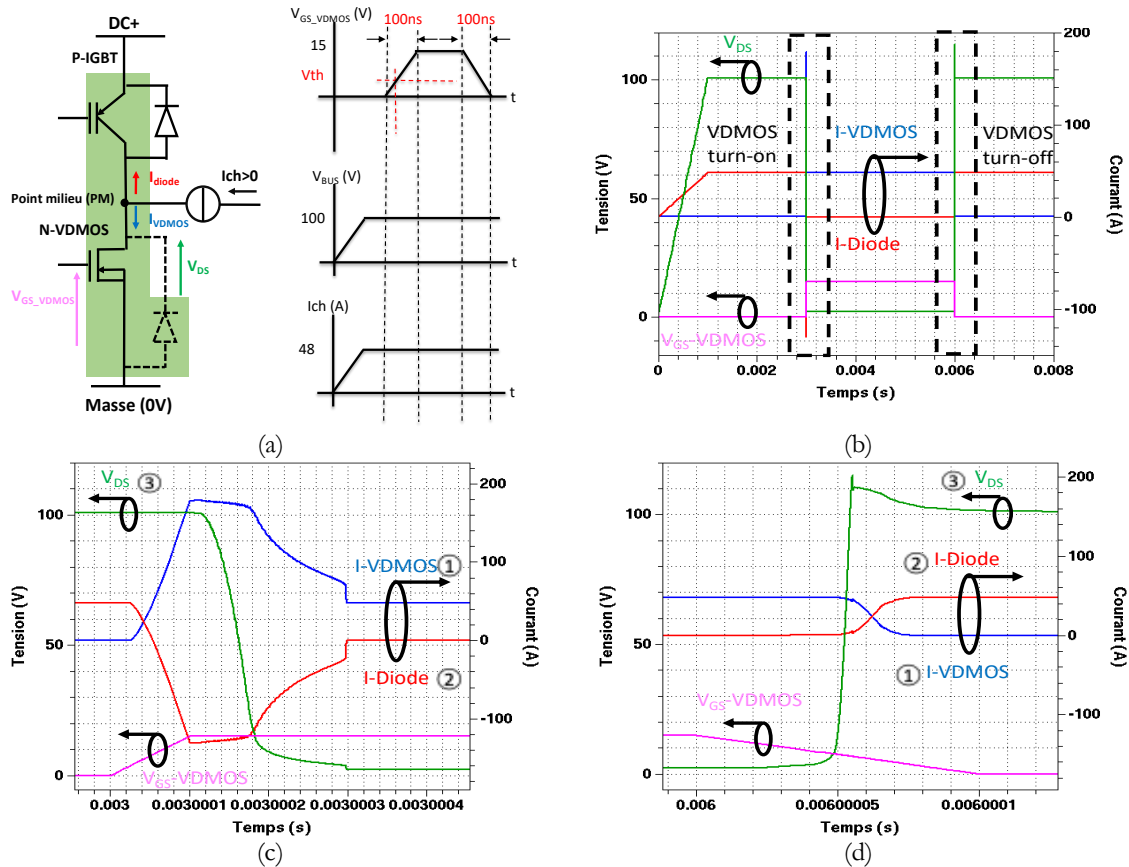 DC+
P-IGBT
I_diode
Ich>0
Point milieu (PM)
I_VDMOS
N-VDMOS
V_DS
V_GS_VDMOS
Masse (0V)
V_GS_VDMOS (V)
100ns
100ns
15
Vth
t
V_BUS (V)
100
t
Ich (A)
48
t
(a)
V_DS
200
100
100
50
0
0
-100
VDMOS
turn-on
I-VDMOS
VDMOS
turn-off
I-Diode
V_GS-VDMOS
Tension (V)
Courant (A)
0 0.002 0.004 0.006 0.008
Temps (s)
(b)
V_DS ③
200
100
100
50
0
0
-100
I-VDMOS ①
I-Diode ②
V_GS-VDMOS
Tension (V)
Courant (A)
0.003 0.0030001 0.0030002 0.0030003 0.0030004
Temps (s)
(c)
③ V_DS
200
100
100
50
0
0
-100
② I-Diode
① I-VDMOS
V_GS-VDMOS
Tension (V)
Courant (A)
0.006 0.00600005 0.0060001
Temps (s)
(d)